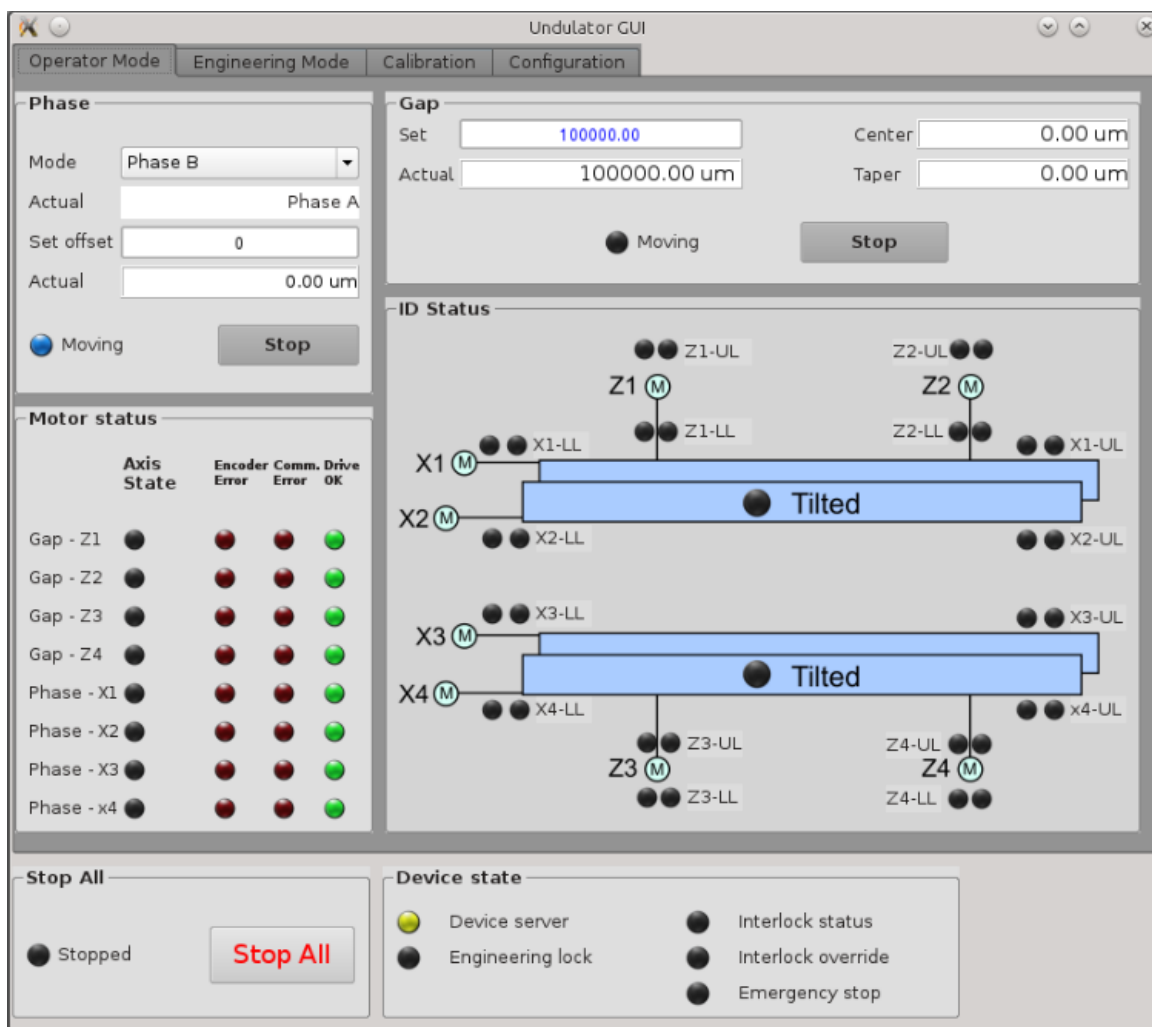 Undulator GUI
Operator Mode Engineering Mode Calibration Configuration
Phase
Mode Phase B
Actual Phase A
Set offset 0
Actual 0.00 um
Moving Stop
Gap
Set 100000.00 Center 0.00 um
Actual 100000.00 um Taper 0.00 um
Moving Stop
Motor status
Axis State Encoder Error Comm. Error Drive OK
Gap - Z1
Gap - Z2
Gap - Z3
Gap - Z4
Phase - X1
Phase - X2
Phase - X3
Phase - x4
ID Status
Z1-UL Z2-UL
Z1 M Z2 M
Z1-LL Z2-LL
X1-LL X1-UL
X1 M
Tilted
X2 M
X2-LL X2-UL
X3-LL X3-UL
X3 M
Tilted
X4 M
X4-LL x4-UL
Z3-UL Z4-UL
Z3 M Z4 M
Z3-LL Z4-LL
Stop All
Stopped Stop All
Device state
Device server Interlock status
Engineering lock Interlock override
Emergency stop